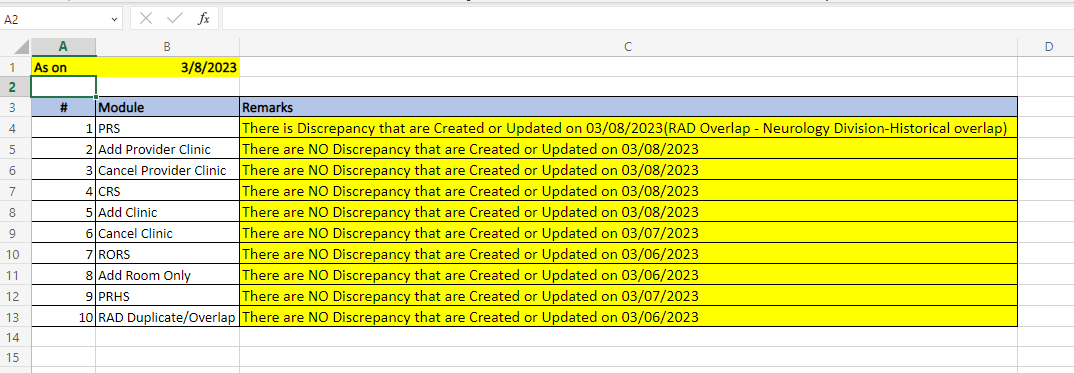 A2 fx
A B C D
1 As on 3/8/2023
2
3 # Module Remarks
4 1 PRS There is Discrepancy that are Created or Updated on 03/08/2023(RAD Overlap - Neurology Division-Historical overlap)
5 2 Add Provider Clinic There are NO Discrepancy that are Created or Updated on 03/08/2023
6 3 Cancel Provider Clinic There are NO Discrepancy that are Created or Updated on 03/08/2023
7 4 CRS There are NO Discrepancy that are Created or Updated on 03/08/2023
8 5 Add Clinic There are NO Discrepancy that are Created or Updated on 03/08/2023
9 6 Cancel Clinic There are NO Discrepancy that are Created or Updated on 03/07/2023
10 7 RORS There are NO Discrepancy that are Created or Updated on 03/06/2023
11 8 Add Room Only There are NO Discrepancy that are Created or Updated on 03/06/2023
12 9 PRHS There are NO Discrepancy that are Created or Updated on 03/07/2023
13 10 RAD Duplicate/Overlap There are NO Discrepancy that are Created or Updated on 03/06/2023
14
15